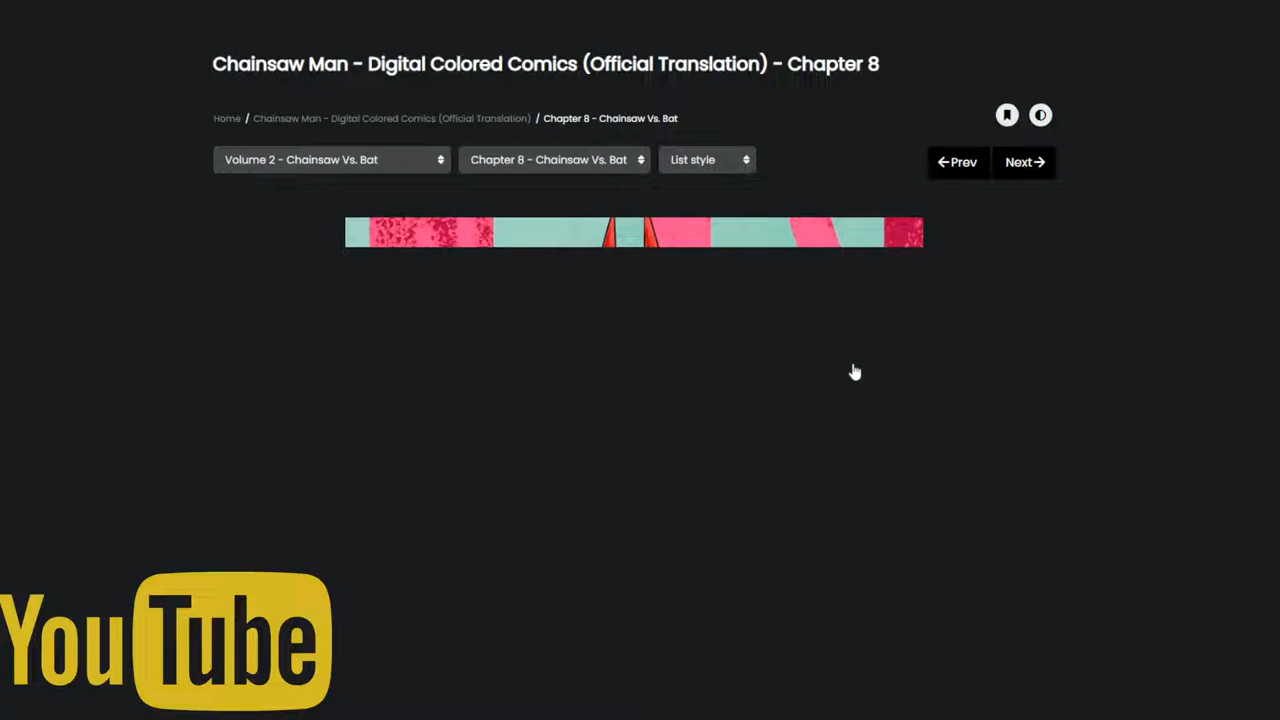 Chainsaw Man - Digital Colored Comics (Official Translation) - Chapter 8
Home / Chainsaw Man - Digital Colored Comics (Official Translation) / Chapter 8 - Chainsaw Vs. Bat
Volume 2 - Chainsaw Vs. Bat Chapter 8 - Chainsaw Vs. Bat List style Prev Next
YouTube